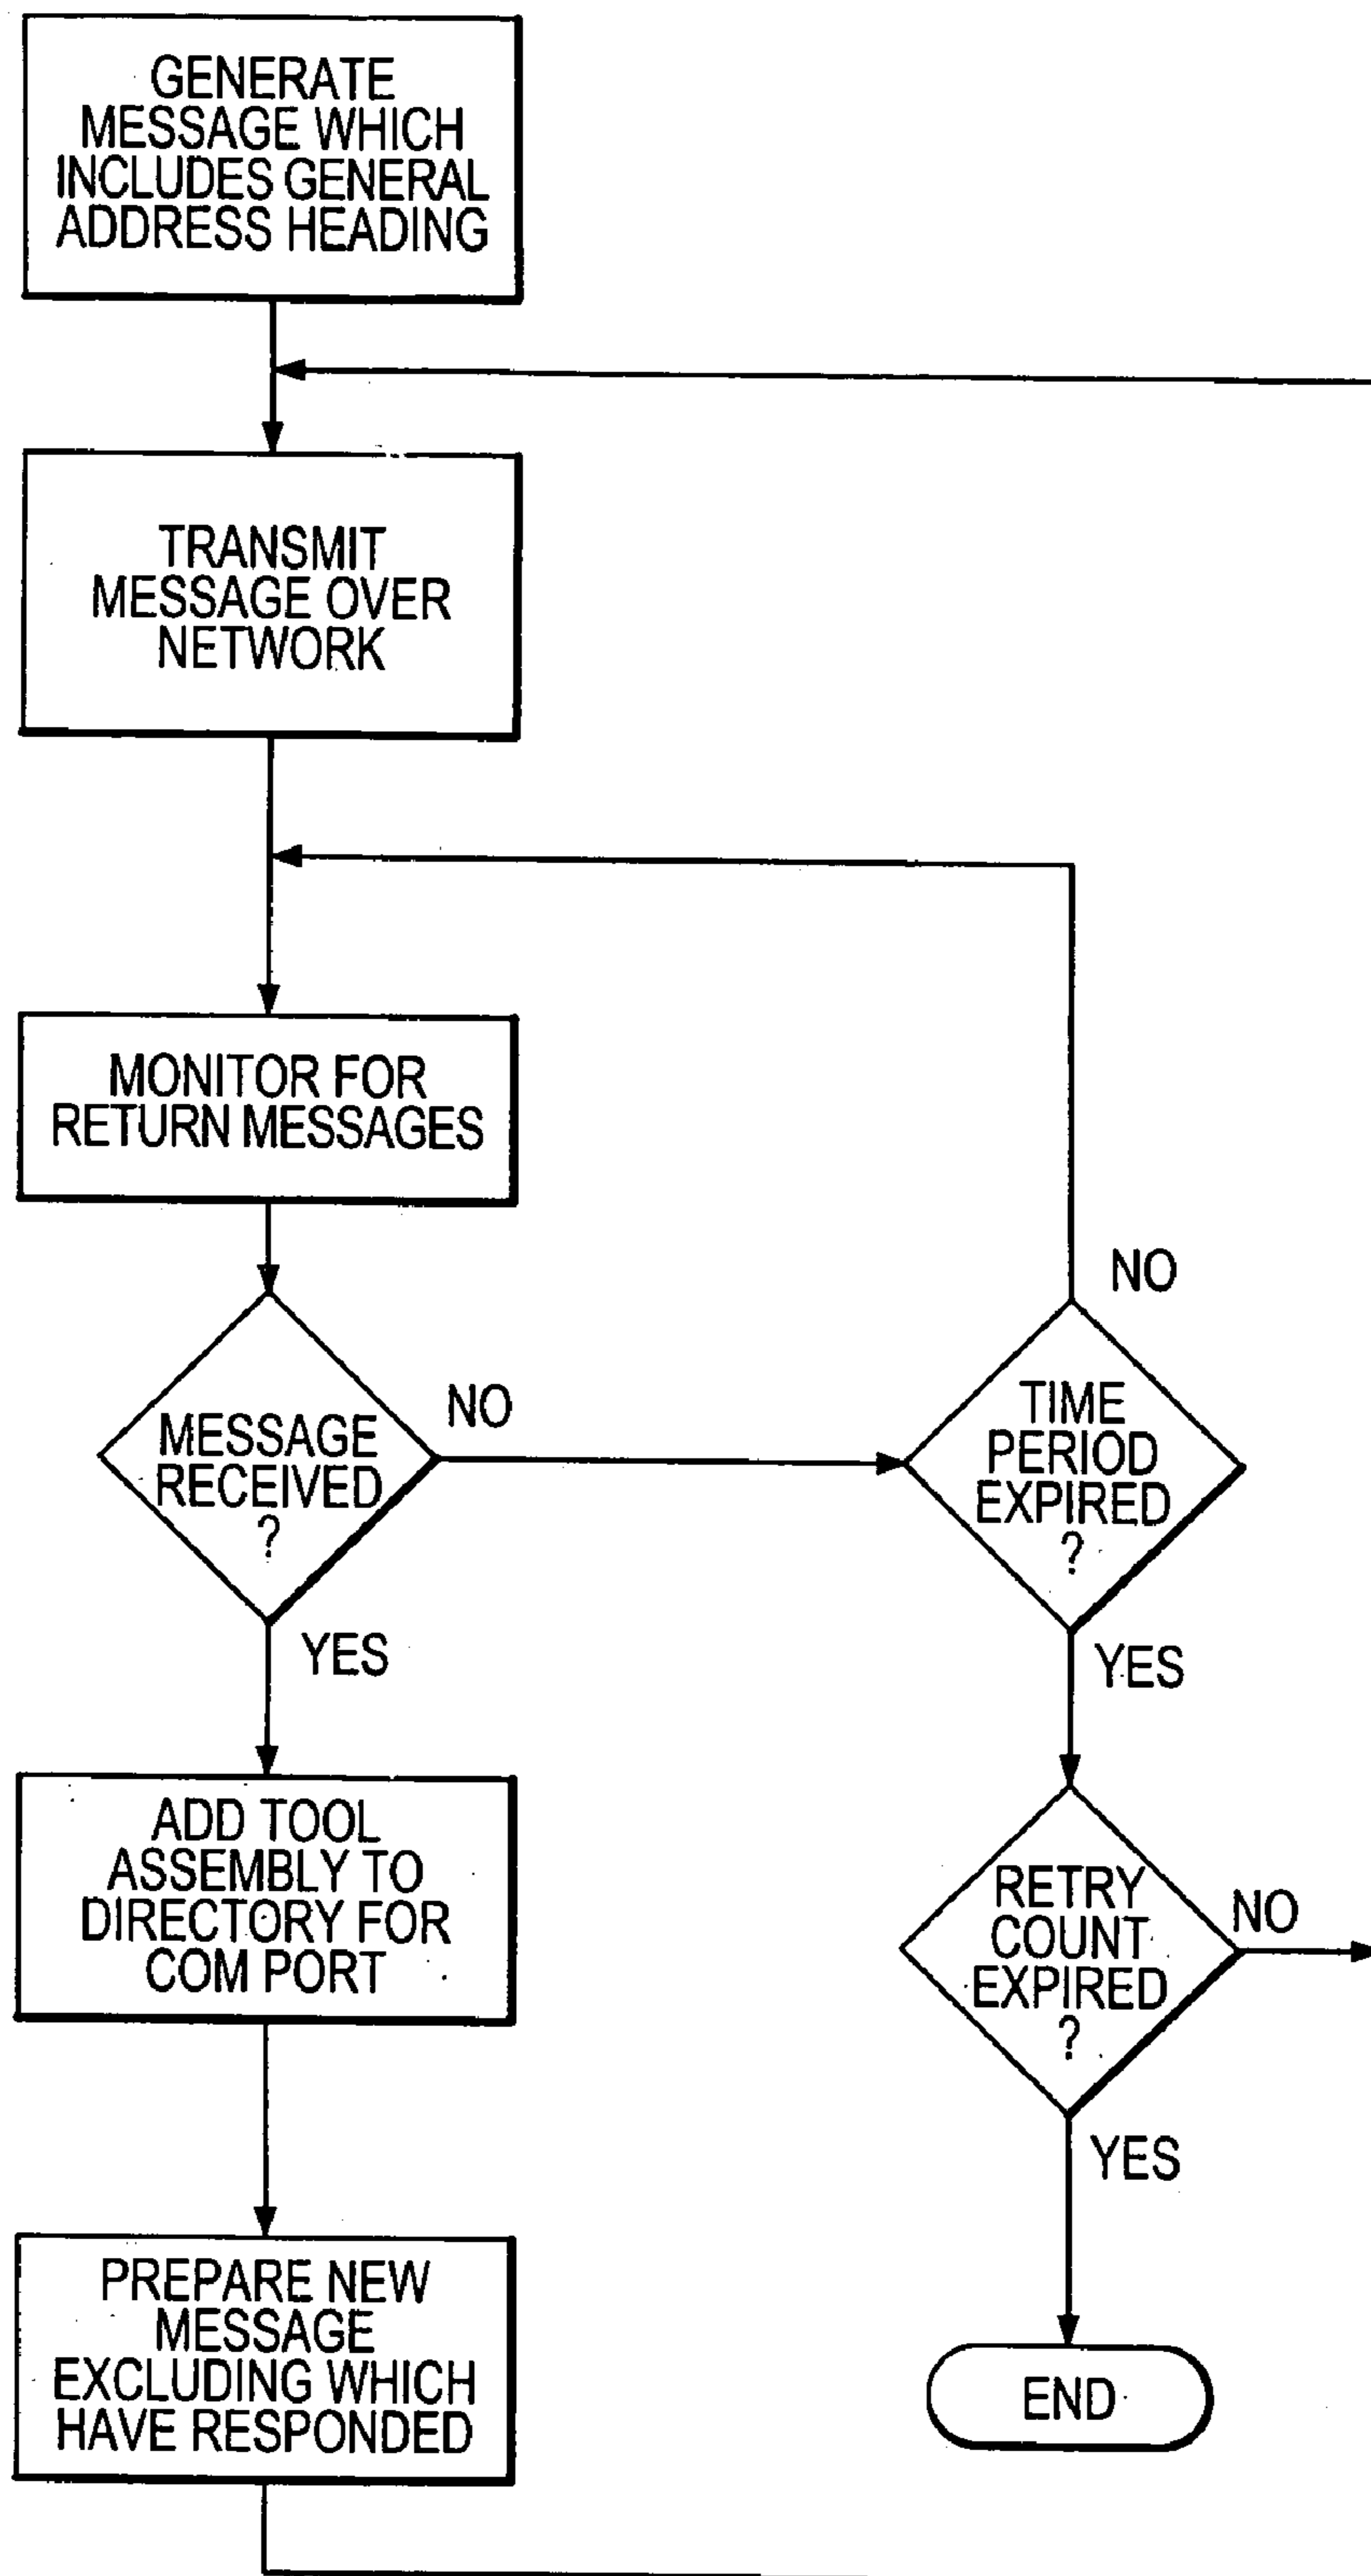 GENERATE
MESSAGE WHICH
INCLUDES GENERAL
ADDRESS HEADING
TRANSMIT
MESSAGE OVER
NETWORK
MONITOR FOR
RETURN MESSAGES
MESSAGE
RECEIVED
?
NO
YES
TIME
PERIOD
EXPIRED
?
NO
YES
ADD TOOL
ASSEMBLY TO
DIRECTORY FOR
COM PORT
RETRY
COUNT
EXPIRED
?
NO
YES
PREPARE NEW
MESSAGE
EXCLUDING WHICH
HAVE RESPONDED
END